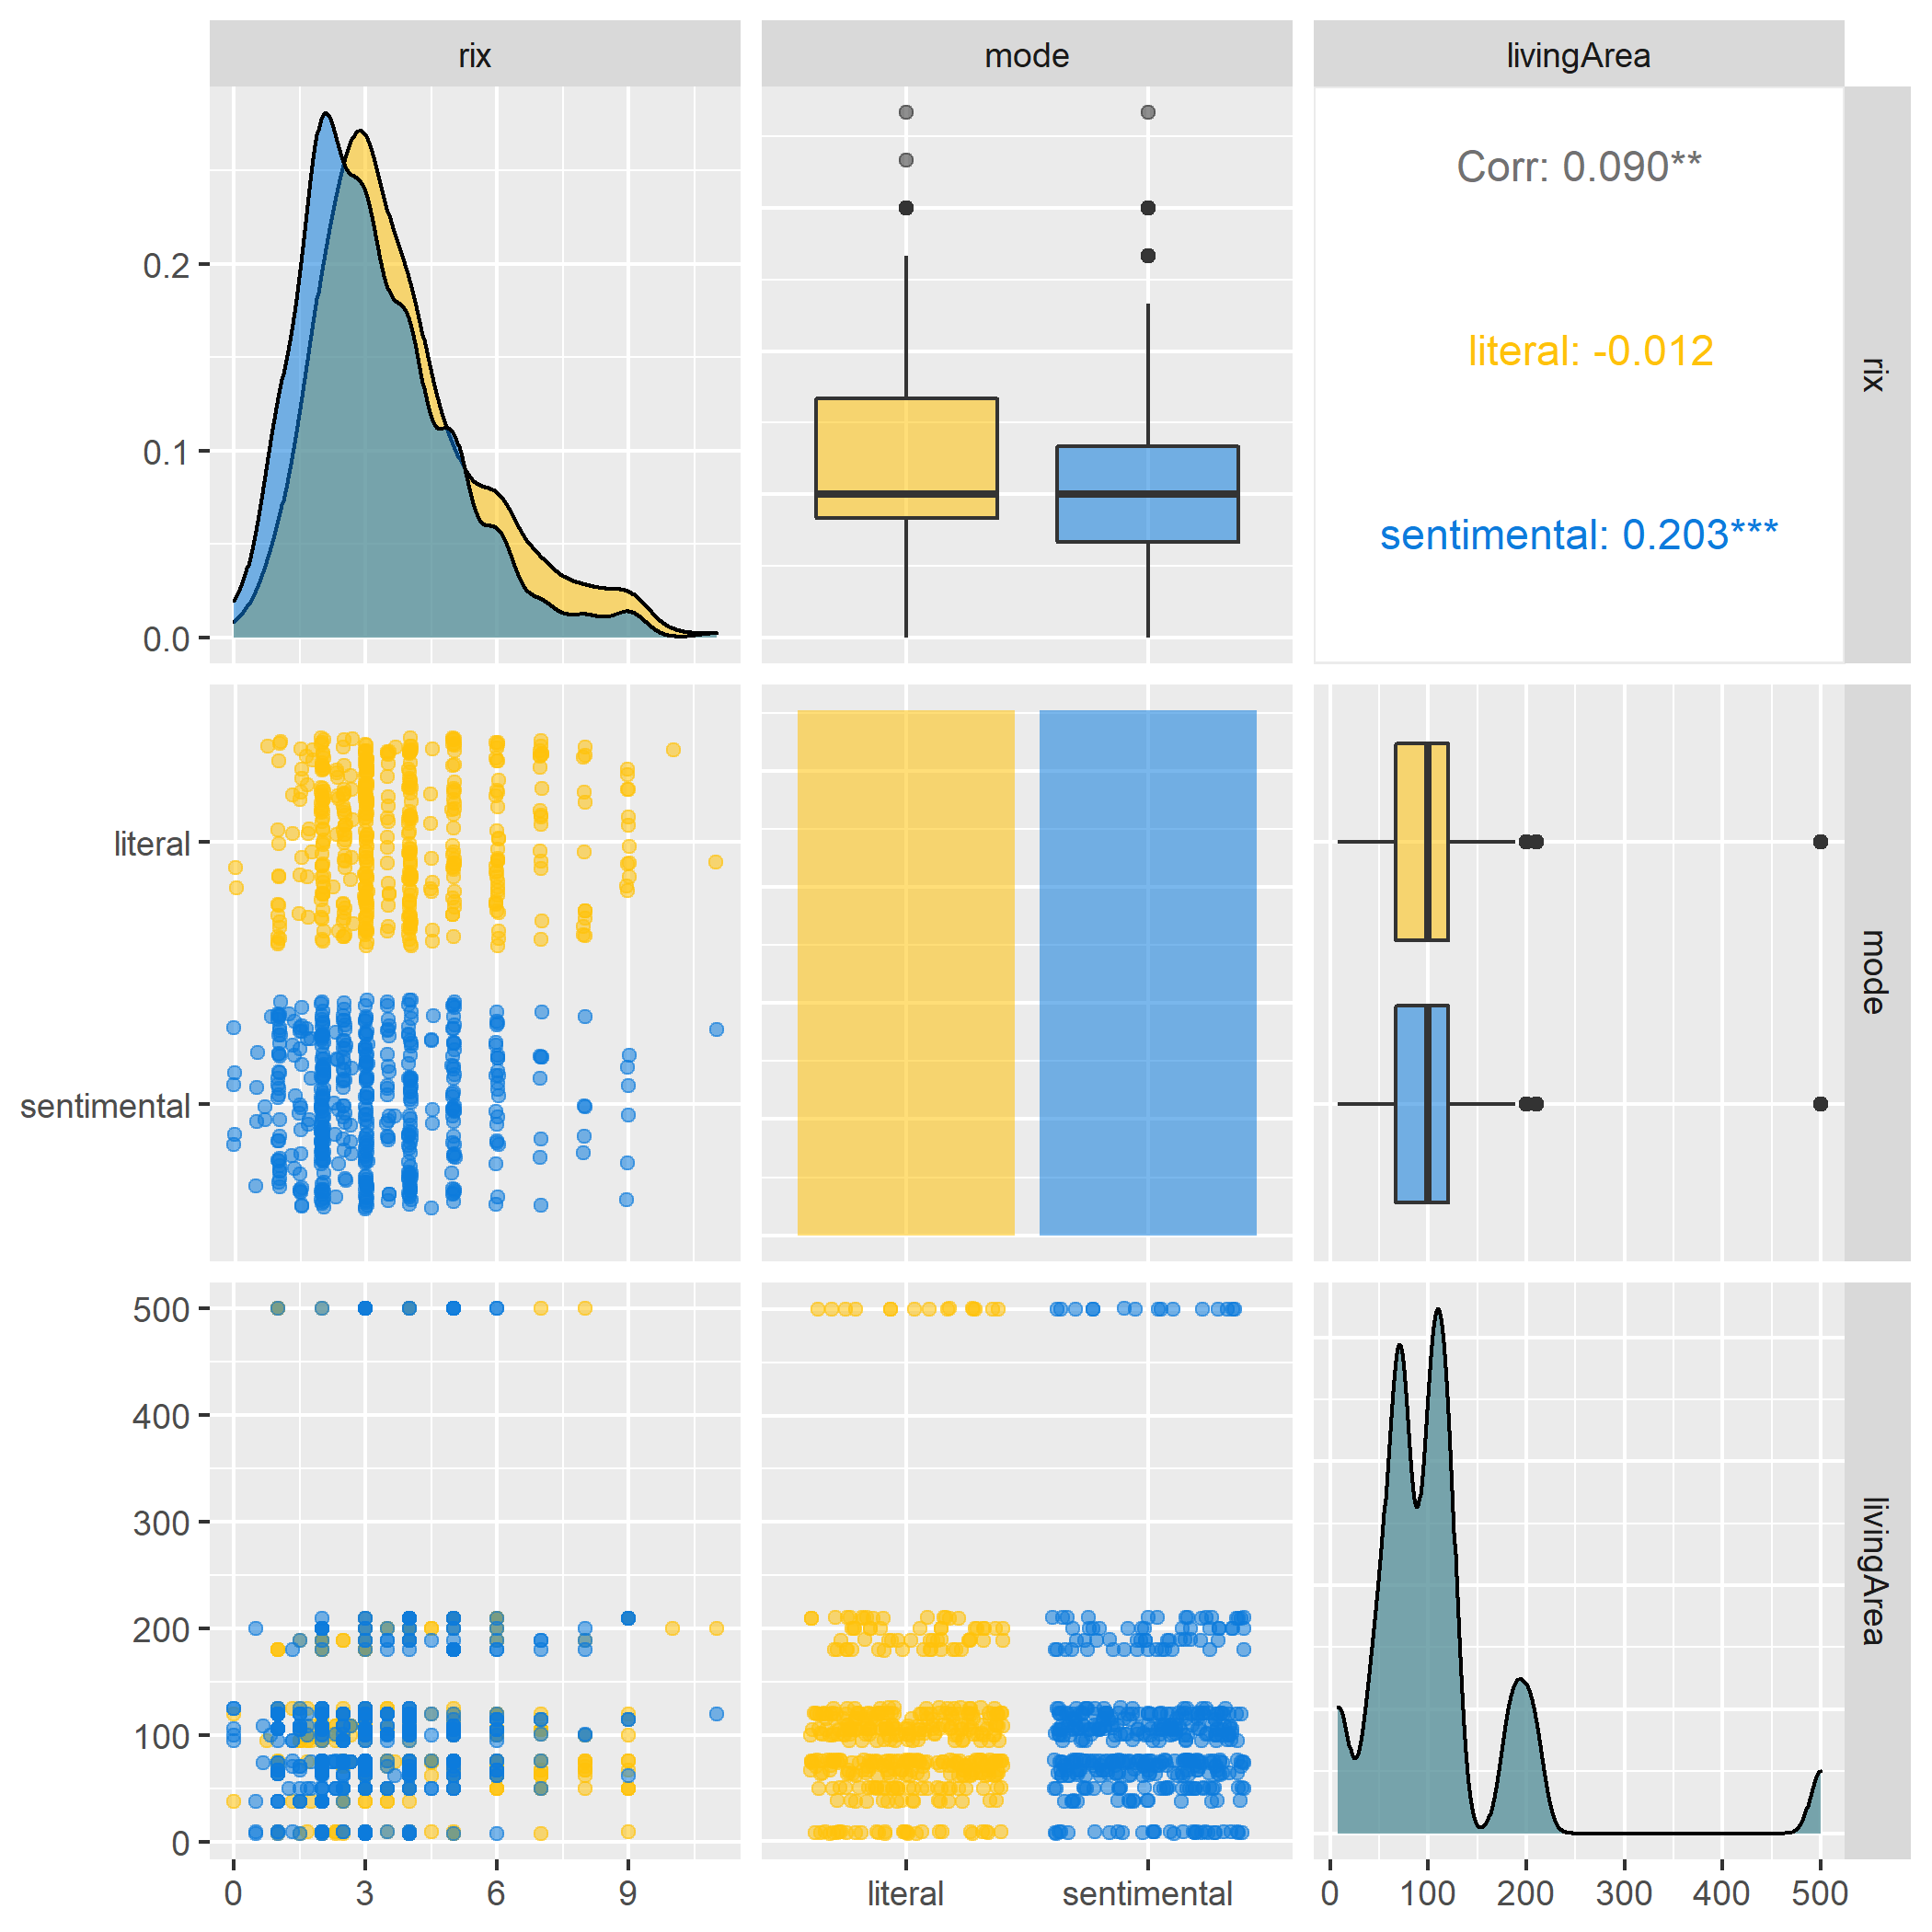 rix mode livingArea
0.2
0.1
0.0
Corr: 0.090**
literal: -0.012
sentimental: 0.203***
rix
literal
sentimental
mode
500
400
300
200
100
0
livingArea
0 3 6 9
literal sentimental
0 100 200 300 400 500